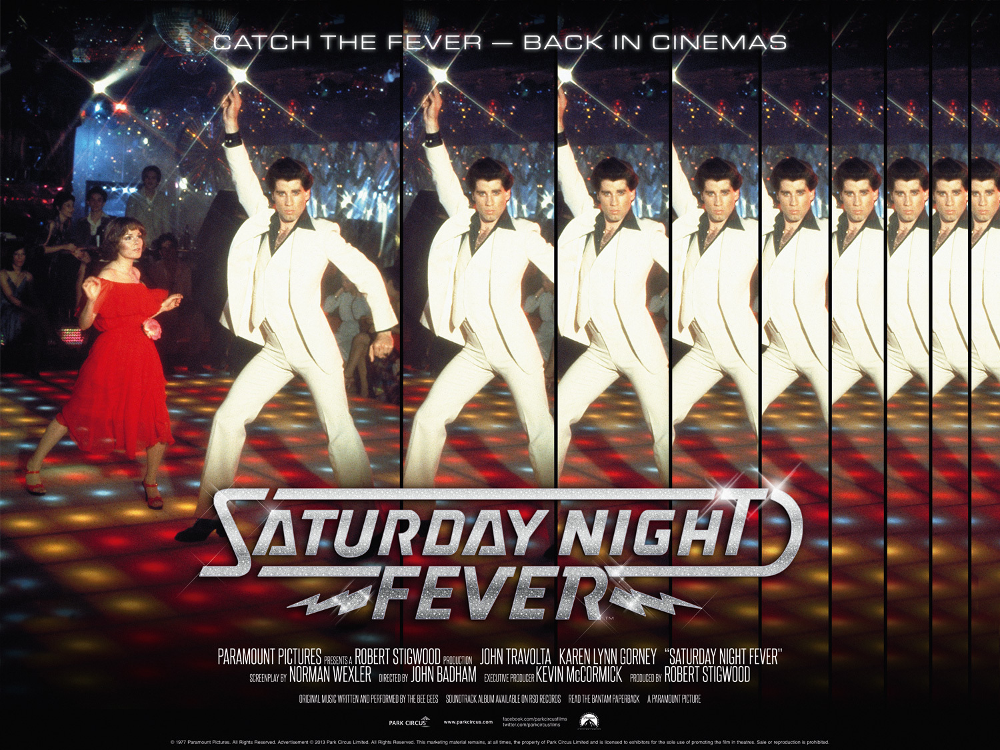 CATCH THE FEVER — BACK IN CINEMAS
SATURDAY NIGHT
FEVER™
PARAMOUNT PICTURES PRESENTS A ROBERT STIGWOOD PRODUCTION JOHN TRAVOLTA KAREN LYNN GORNEY “SATURDAY NIGHT FEVER”
SCREENPLAY BY NORMAN WEXLER DIRECTED BY JOHN BADHAM EXECUTIVE PRODUCER KEVIN McCORMICK PRODUCED BY ROBERT STIGWOOD
ORIGINAL MUSIC WRITTEN AND PERFORMED BY THE BEE GEES SOUNDTRACK ALBUM AVAILABLE ON RSO RECORDS READ THE BANTAM PAPERBACK A PARAMOUNT PICTURE
PARK CIRCUS
www.parkcircus.com
facebook.com/parkcircusfilms
twitter.com/parkcircusfilms
Paramount
© 1977 Paramount Pictures. All Rights Reserved. Advertisement © 2013 Park Circus Limited. All Rights Reserved. This marketing material remains, at all times, the property of Park Circus Limited and is licensed to exhibitors for the sole use of promoting the film in theatres. Sale or reproduction is prohibited.